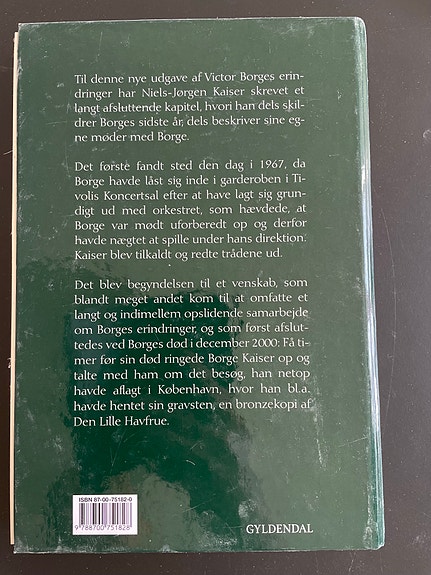 Til denne nye udgave af Victor Borges erin-
dringer har Niels-Jørgen Kaiser skrevet et
langt afsluttende kapitel, hvori han dels skil-
drer Borges sidste år, dels beskriver sine eg-
ne møder med Borge.
Det første fandt sted den dag i 1967, da
Borge havde låst sig inde i garderoben i Ti-
volis Koncertsal efter at have lagt sig grun-
digt ud med orkestret, som hævdede, at
Borge var mødt uforberedt op og derfor
havde nægtet at spille under hans direktion.
Kaiser blev tilkaldt og redte trådene ud.
Det blev begyndelsen til et venskab, som
blandt meget andet kom til at omfatte et
langt og indimellem opslidende samarbejde
om Borges erindringer, og som først afslut-
tedes ved Borges død i december 2000: Få ti-
mer før sin død ringede Borge Kaiser op og
talte med ham om det besøg, han netop
havde aflagt i København, hvor han bl.a.
havde hentet sin gravsten, en bronzekopi af
Den Lille Havfrue.
ISBN 87-00-75182-0
9 788700 751828
GYLDENDAL